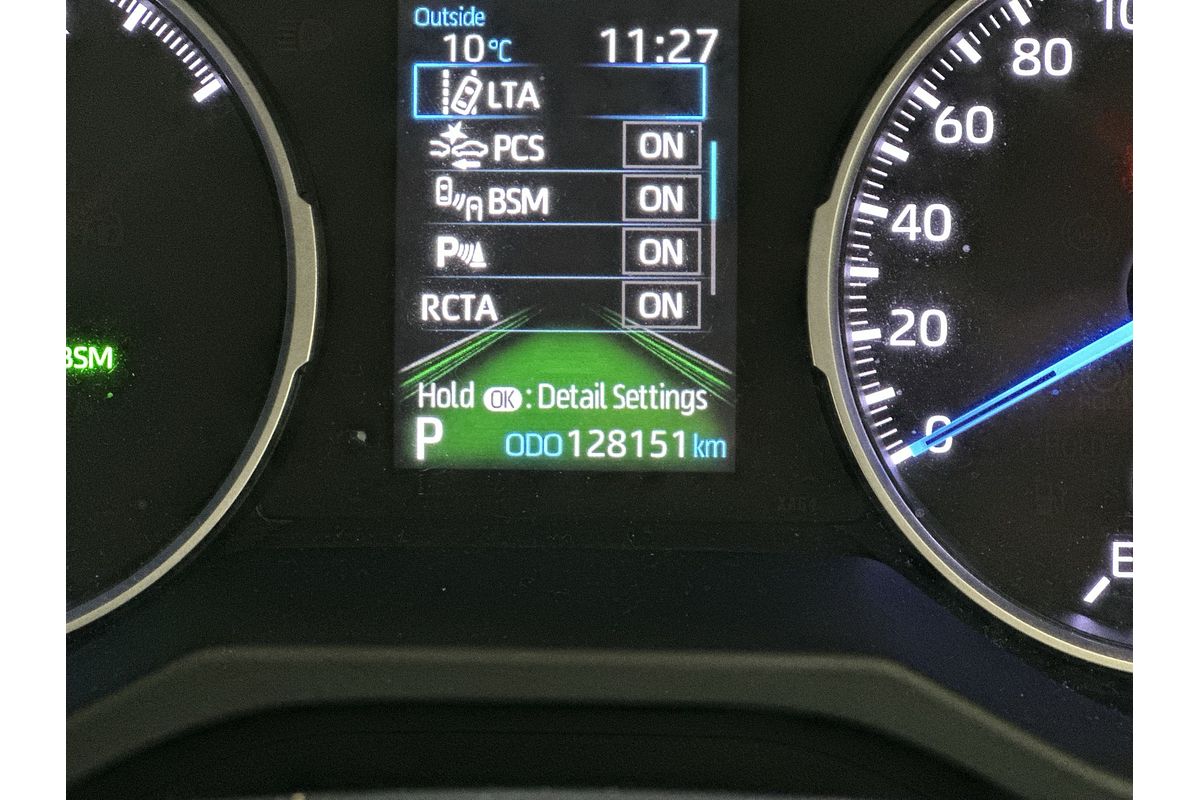 Outside
10°C 11:27
LTA
PCS ON
BSM ON
P ON
RCTA ON
Hold OK : Detail Settings
P ODO 128151 km
BSM
80
60
40
20
0
E